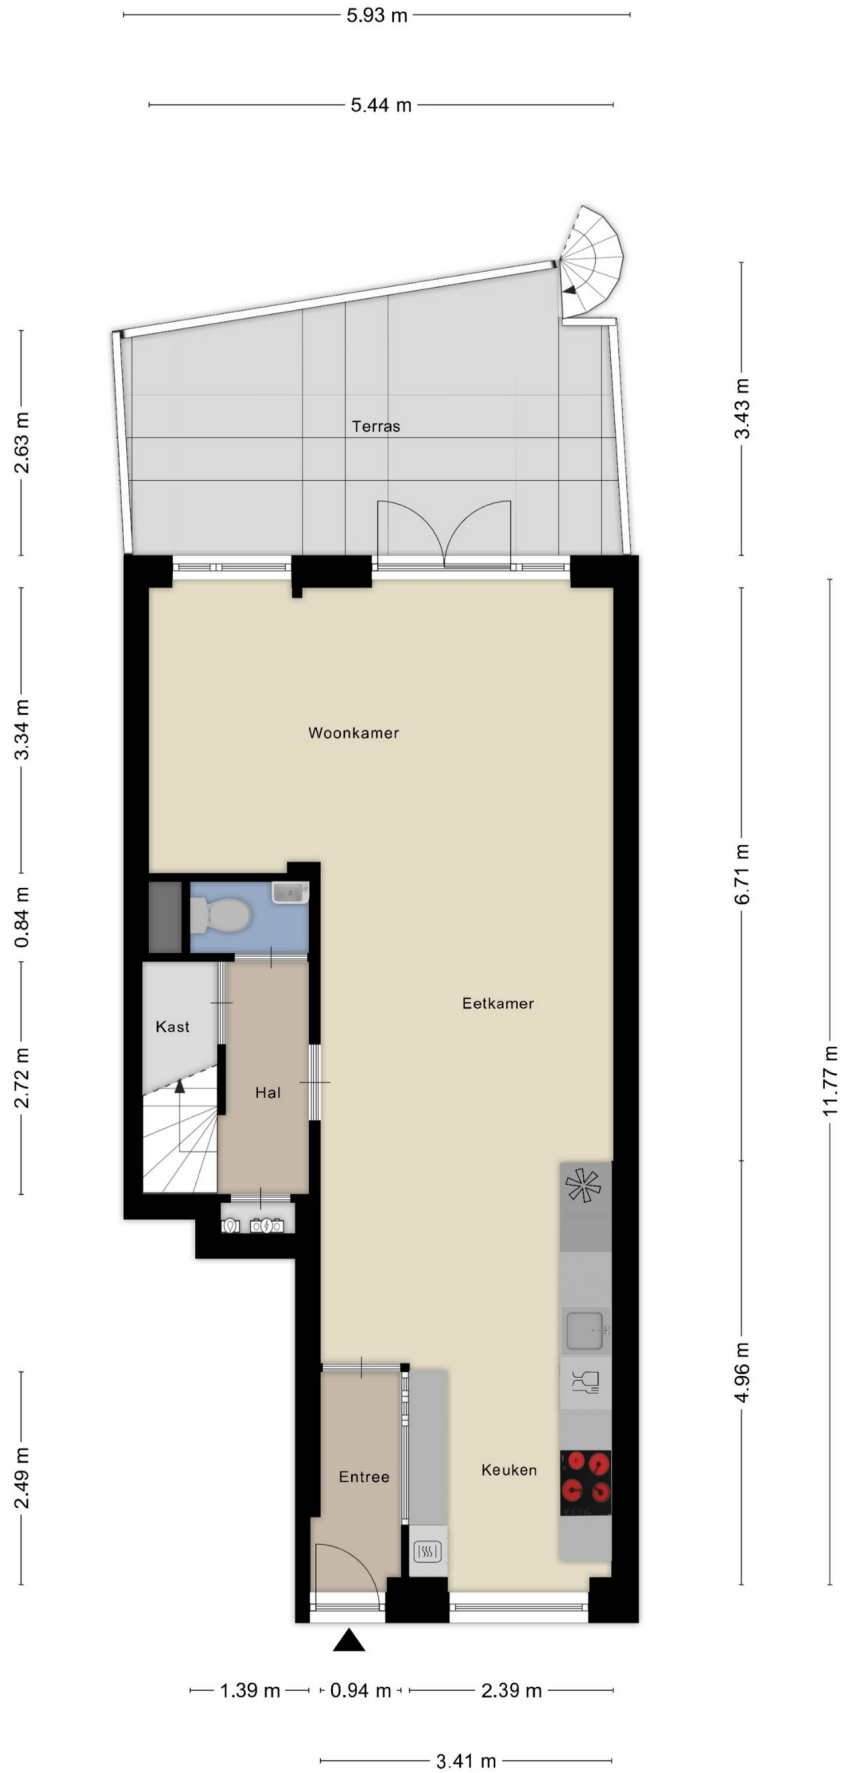 5.93 m
5.44 m
2.63 m
3.43 m
Terras
3.34 m
Woonkamer
6.71 m
0.84 m
Eetkamer
Kast
2.72 m
Hal
11.77 m
4.96 m
2.49 m
Entree
Keuken
1.39 m
0.94 m
2.39 m
3.41 m